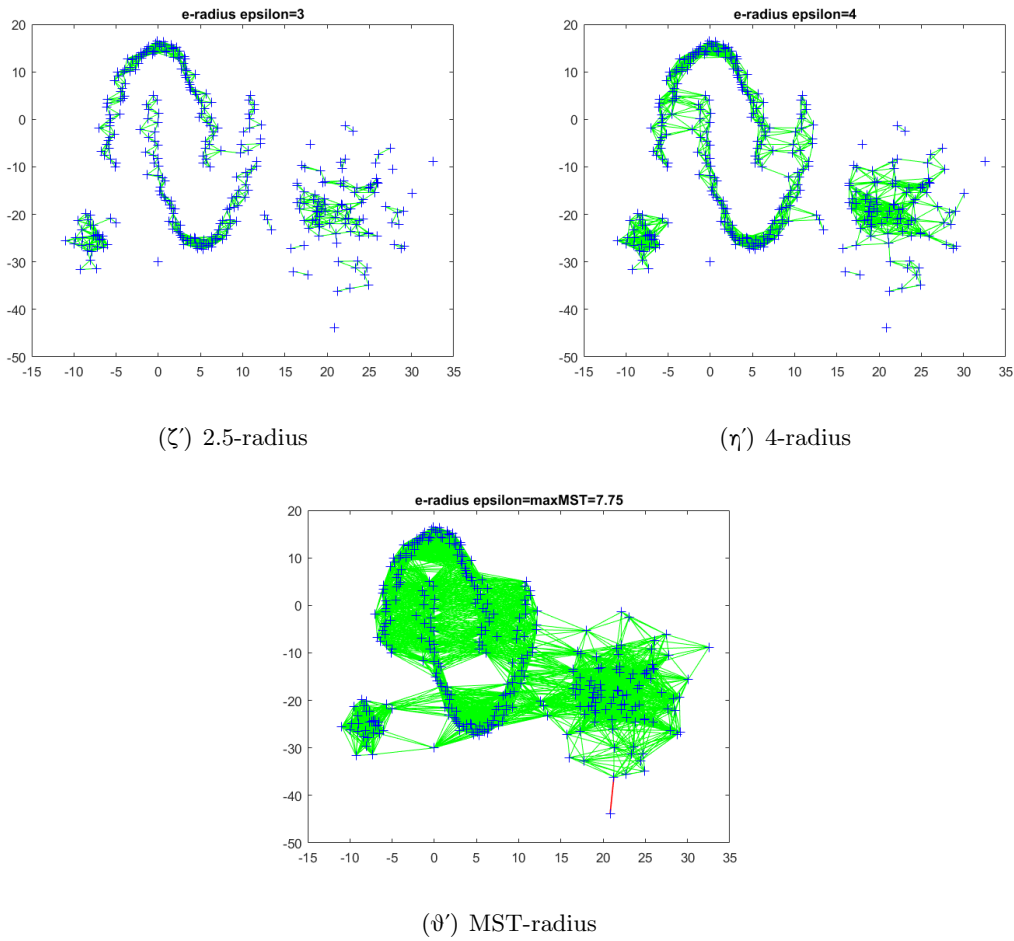 e-radius epsilon=3
20
10
0
-10
-20
-30
-40
-50
-15 -10 -5 0 5 10 15 20 25 30 35
(ζ′) 2.5-radius
e-radius epsilon=4
20
10
0
-10
-20
-30
-40
-50
-15 -10 -5 0 5 10 15 20 25 30 35
(η′) 4-radius
e-radius epsilon=maxMST=7.75
20
10
0
-10
-20
-30
-40
-50
-15 -10 -5 0 5 10 15 20 25 30 35
(ϑ′) MST-radius